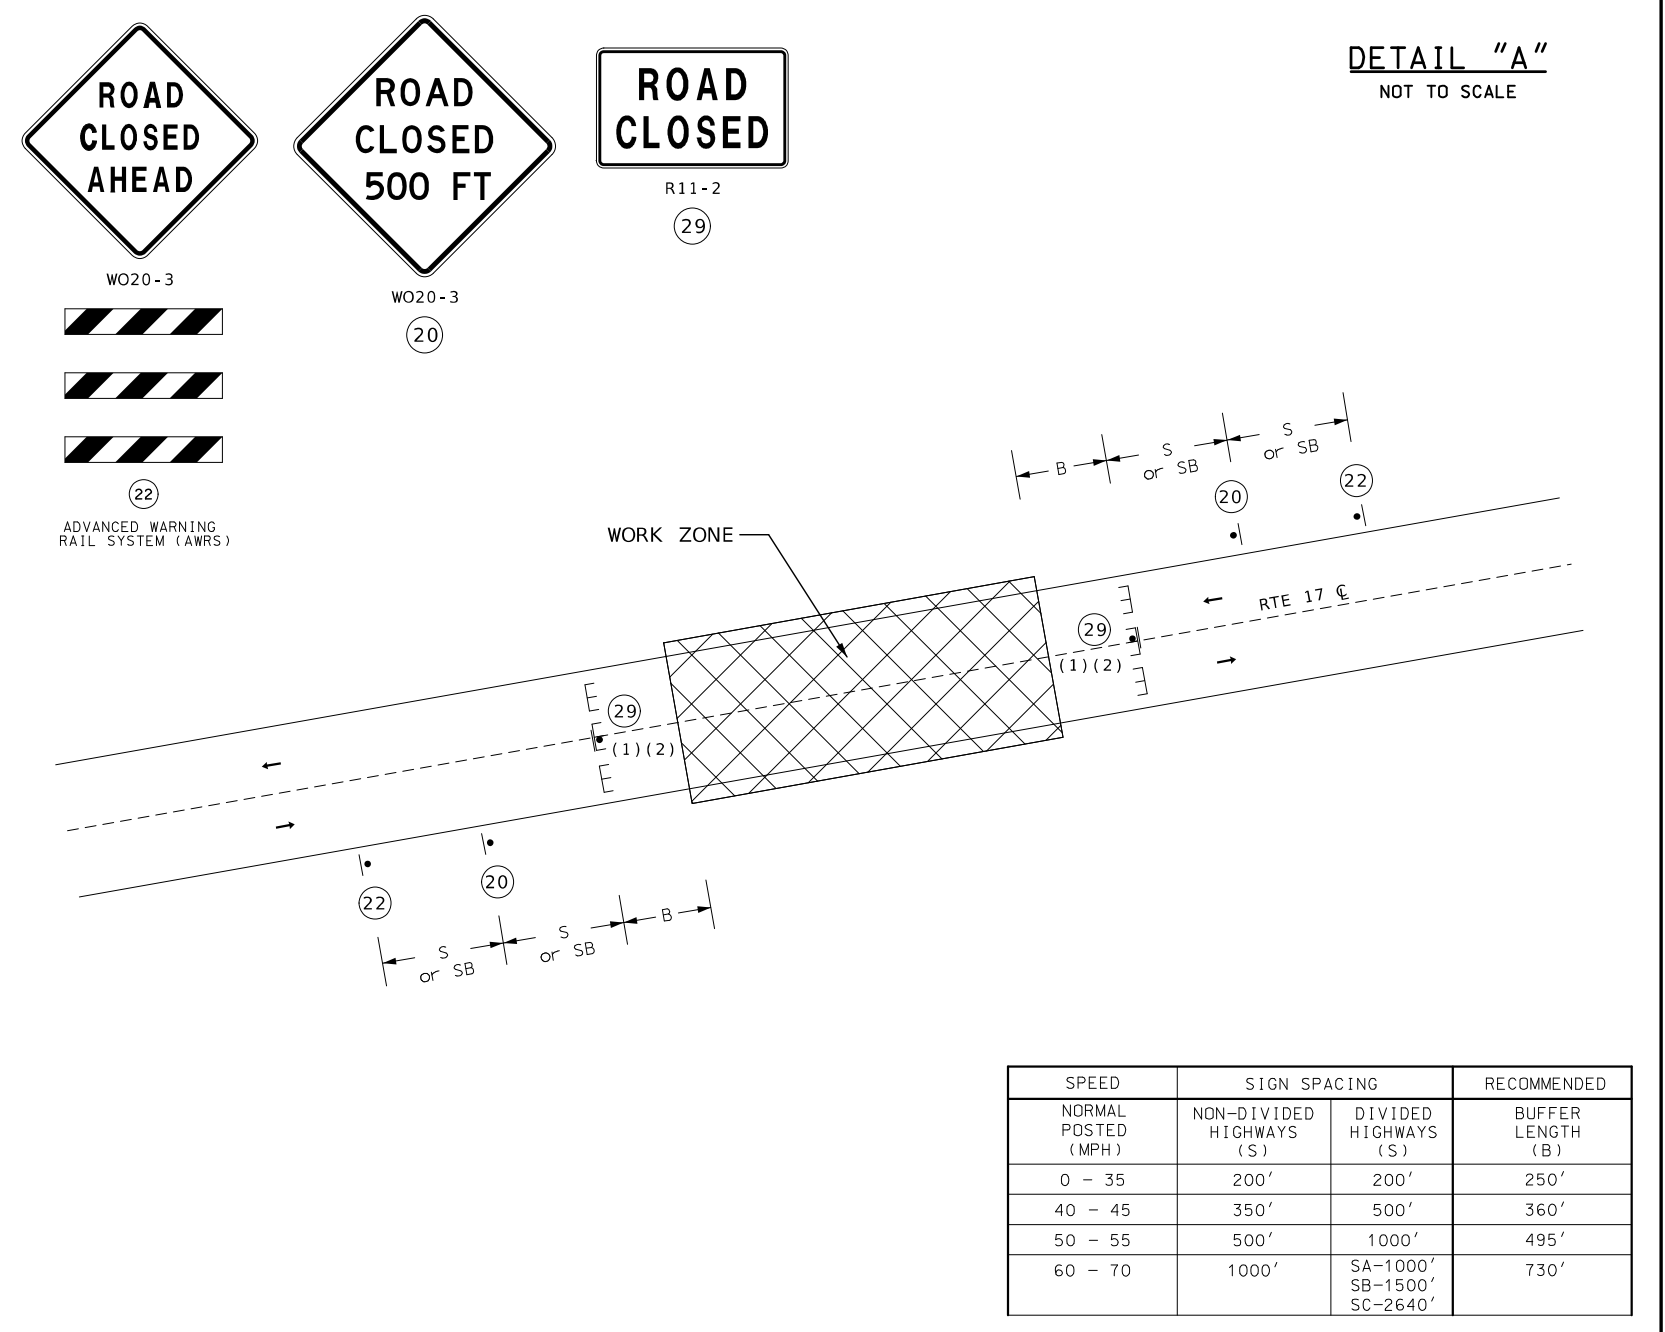 DETAIL "A"
NOT TO SCALE
ROAD
CLOSED
AHEAD
WO20-3
ROAD
CLOSED
500 FT
WO20-3
20
ROAD
CLOSED
R11-2
29
22
ADVANCED WARNING
RAIL SYSTEM (AWRS)
B
S
or SB
S
or SB
20
22
WORK ZONE
RTE 17 ℄
29
(1)(2)
29
(1)(2)
22
20
S
or SB
S
or SB
B
SPEED SIGN SPACING RECOMMENDED
NORMAL
POSTED
(MPH)
NON-DIVIDED
HIGHWAYS
(S)
DIVIDED
HIGHWAYS
(S)
BUFFER
LENGTH
(B)
0 - 35 200' 200' 250'
40 - 45 350' 500' 360'
50 - 55 500' 1000' 495'
60 - 70 1000' SA-1000' 730'
SB-1500'
SC-2640'